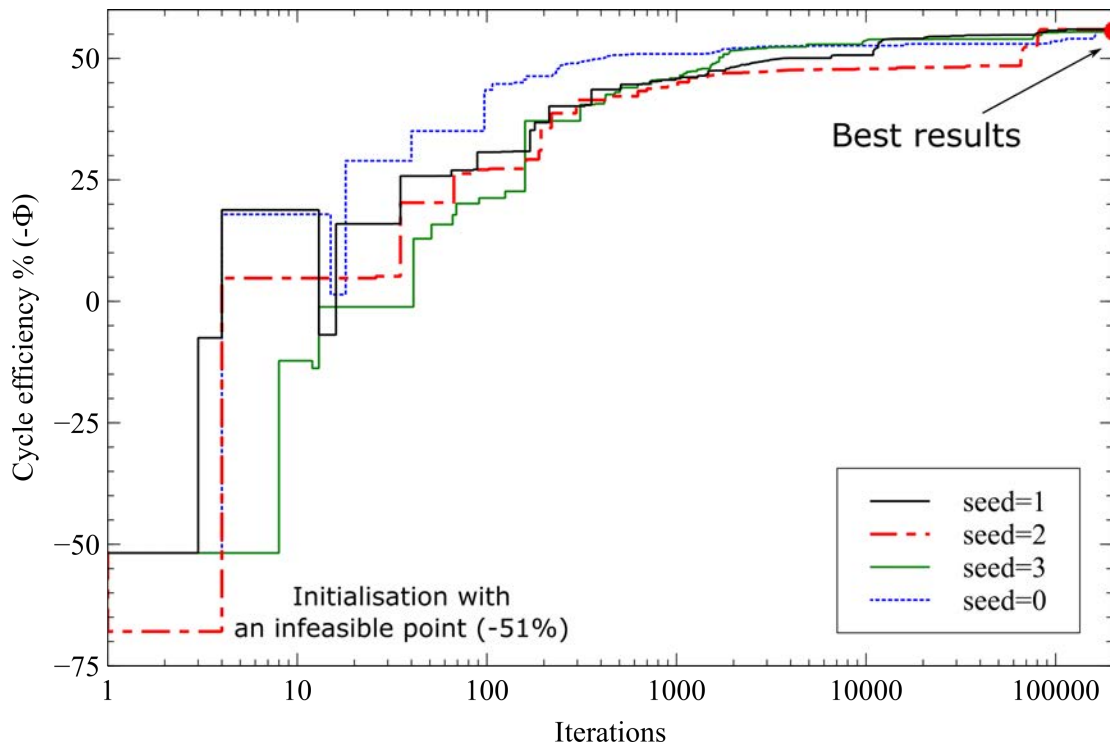 Cycle efficiency % (-Φ)
50
25
0
−25
−50
−75
Best results
seed=1
seed=2
seed=3
seed=0
Initialisation with
an infeasible point (-51%)
1 10 100 1000 10000 100000
Iterations